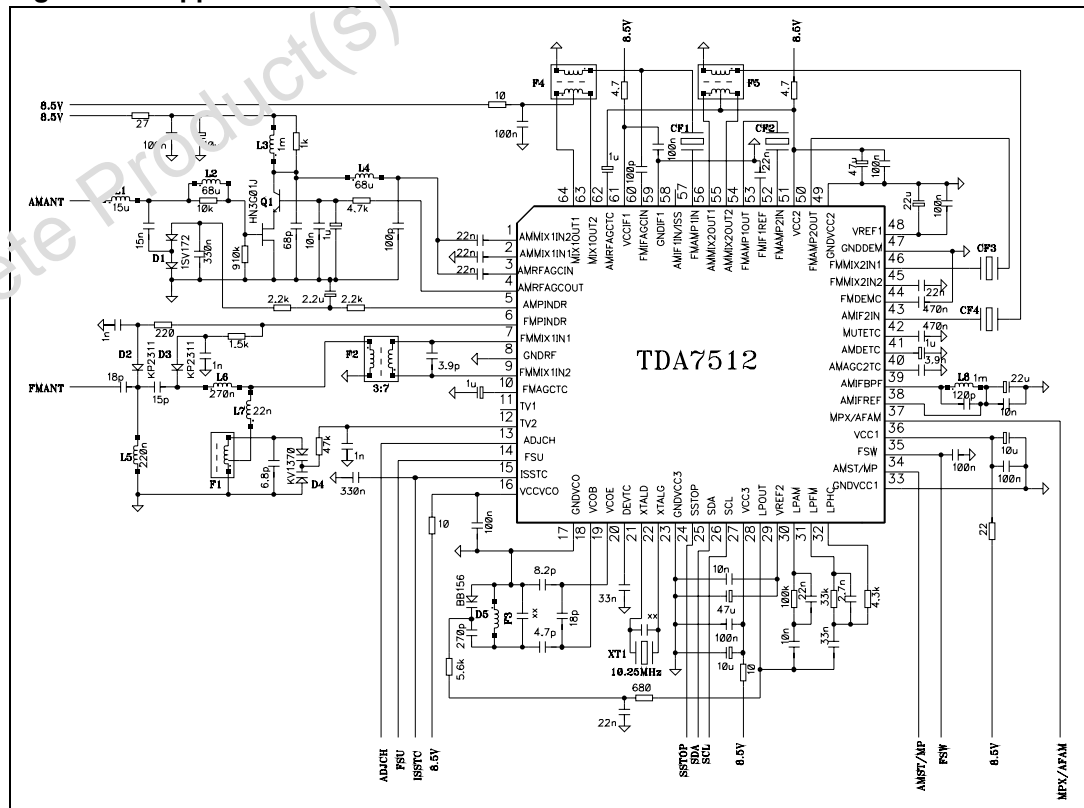 ete Product(s)
8.5V
8.5V
27
100n
L3
1m
1k
10
100n
F4
8.5V
4.7
CF1
100n
1u
100p
F5
8.5V
4.7
CF2
22n
47u
100n
22u
100n
AMANT
L1
15u
L2
68u
10k
HN3G01J
Q1
L4
68u
4.7k
15n
D1
1SV172
330n
910k
68p
10n
1u
100p
22n
22n
2.2k
2.2u
2.2k
1n
220
1.5k
D2
KP2311
D3
KP2311
1n
FMANT
18p
15p
L6
270n
L7
22n
L5
220n
F1
6.8p
KV1370
D4
47k
1n
330n
F2
3:7
3.9p
1u
64
63
62
61
60
59
58
57
56
55
54
53
52
51
50
49
MIX1OUT1
MIX1OUT2
AMRFAGCTC
VCCIF1
FMIFAGCIN
GNDIF1
AMIF1IN/ISS
FMAMP1IN
AMMIX2OUT1
AMMIX2OUT2
FMAMP1OUT
FMIF1REF
FMAMP2IN
VCC2
FMAMP2OUT
GNDVCC2
TDA7512
1 AMMIX1IN2
2 AMMIX1IN1
3 AMRFAGCIN
4 AMRFAGCOUT
5 AMPINDR
6 FMPINDR
7 FMMIX1IN1
8 GNDRF
9 FMMIX1IN2
10 FMAGCTC
11 TV1
12 TV2
13 ADJCH
14 FSU
15 ISSTC
16 VCCVCO
VREF1 48
GNDDEM 47
FMMIX2IN1 46
FMMIX2IN2 45
FMDEMC 44
AMIF2IN 43
MUTETC 42
AMDETC 41
AMAGC2TC 40
AMIFBPF 39
AMIFREF 38
MPX/AFAM 37
VCC1 36
FSW 35
AMST/MP 34
GNDVCC1 33
CF3
22n
470n
CF4
470n
1u
3.9n
L8
1m
22u
120p
10n
10u
100n
100n
22
GNDVCO
VCOB
VCOE
DEVTC
XTALD
XTALG
GNDVCC3
SSTOP
SDA
SCL
VCC3
LPOUT
VREF2
LPAM
LPFM
LPHC
17
18
19
20
21
22
23
24
25
26
27
28
29
30
31
32
10
100n
BB156
D5
270p
F3
xx
8.2p
4.7p
18p
5.6k
33n
xx
XT1
10.25MHz
680
22n
10n
47u
100n
10u
10
100k
22n
10n
33k
2.7n
33n
4.3k
ADJCH
FSU
ISSTC
8.5V
SSTOP
SDA
SCL
8.5V
AMST/MP
FSW
8.5V
MPX/AFAM